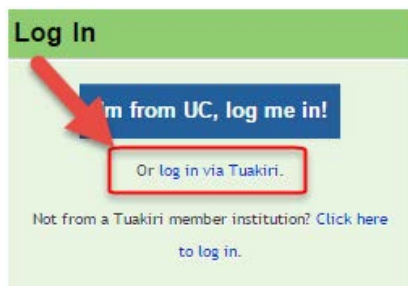 Log In
'm from UC, log me in!
Or log in via Tuakiri.
Not from a Tuakiri member institution? Click here
to log in.